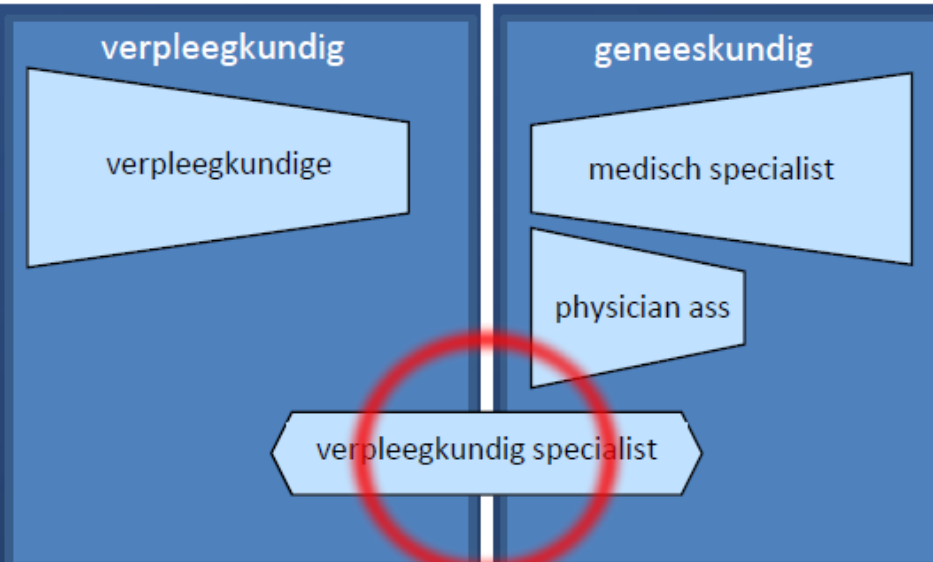 verpleegkundig
verpleegkundige
geneeskundig
medisch specialist
physician ass
verpleegkundig specialist